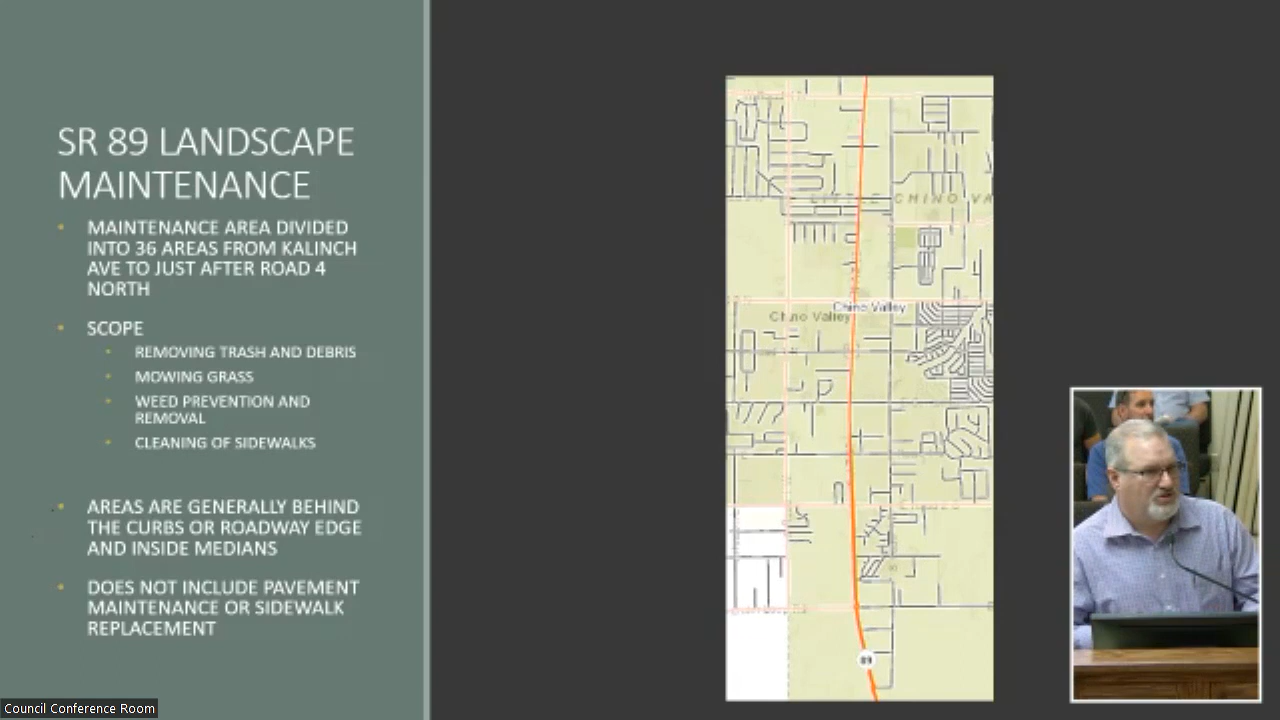 SR 89 LANDSCAPE
MAINTENANCE
MAINTENANCE AREA DIVIDED
INTO 36 AREAS FROM KALINCH
AVE TO JUST AFTER ROAD 4
NORTH
SCOPE
REMOVING TRASH AND DEBRIS
MOWING GRASS
WEED PREVENTION AND
REMOVAL
CLEANING OF SIDEWALKS
AREAS ARE GENERALLY BEHIND
THE CURBS OR ROADWAY EDGE
AND INSIDE MEDIANS
DOES NOT INCLUDE PAVEMENT
MAINTENANCE OR SIDEWALK
REPLACEMENT
LITTLE CHINO VA
Chino Valley
Chino Valley
89
Council Conference Room